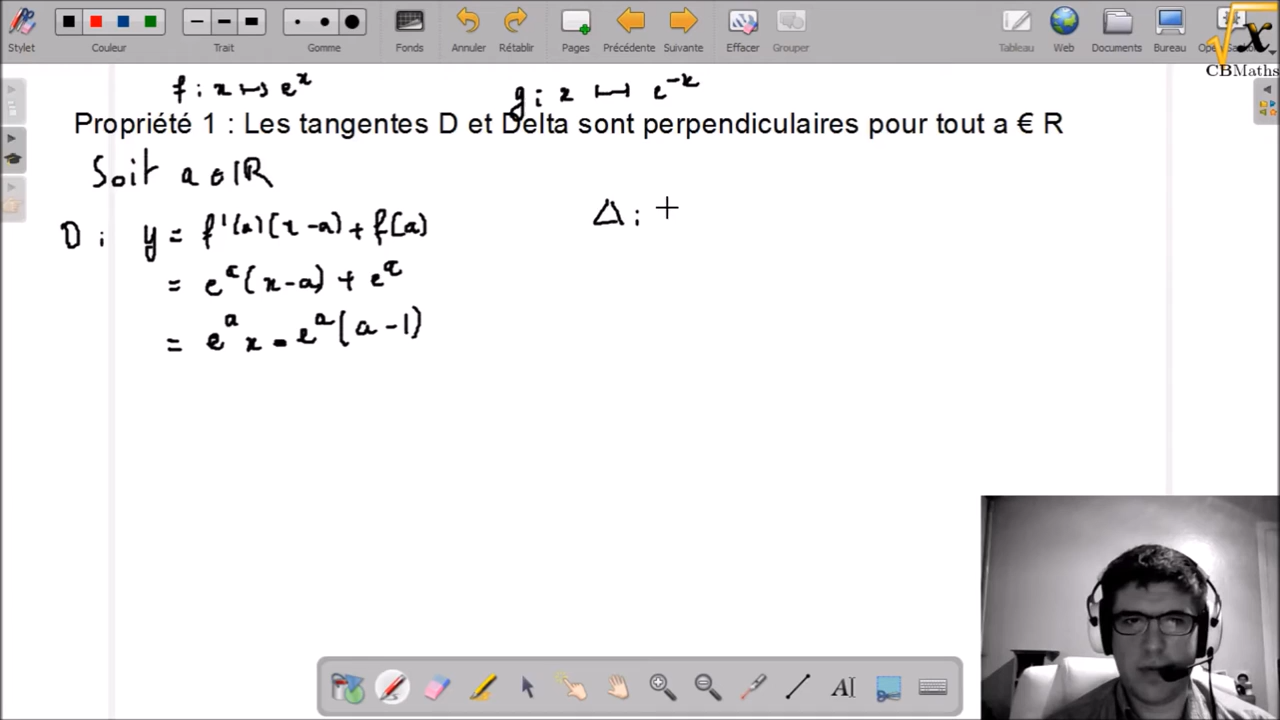 Stylet Couleur Trait Gomme Fonds Annuler Rétablir Pages Précédente Suivante Effacer Grouper Tableau Web Documents Bureau
CBMaths
f : x ↦ e^x
g : x ↦ e^-x
Propriété 1 : Les tangentes D et Delta sont perpendiculaires pour tout a € R
Soit a ∈ ℝ
D : y = f'(a)(x-a) + f(a)
Δ :
= e^a(x-a) + e^a
= e^a x - e^a(a-1)